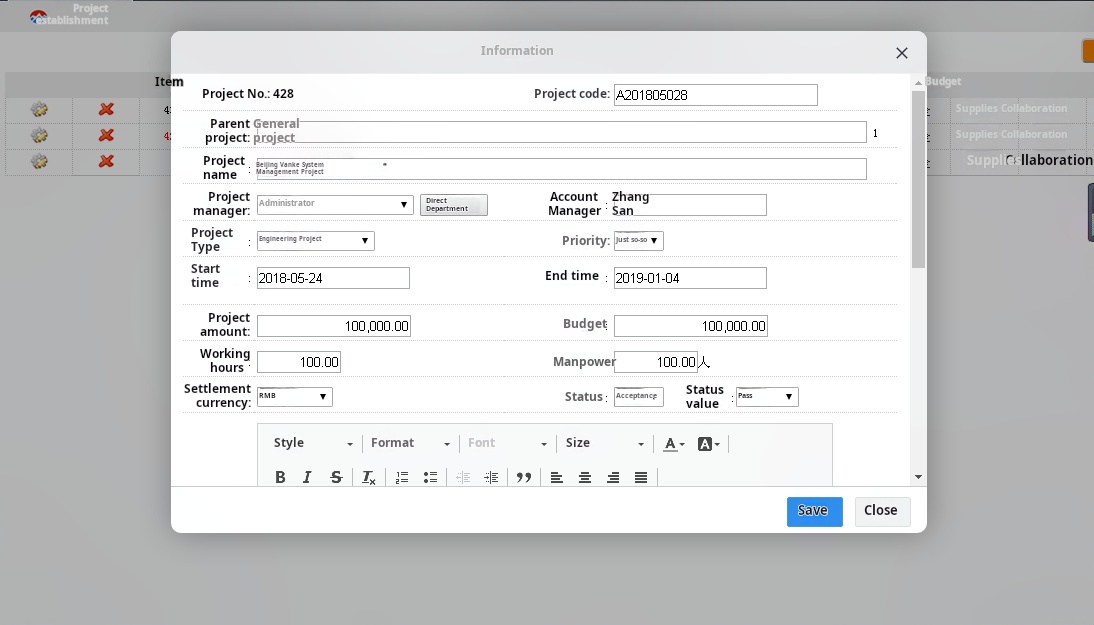 Project
establishment
Information
Item
Budget
Project No.: 428
Project code: A201805028
Supplies Collaboration
Parent
project:
General
project
1
Supplies Collaboration
Project
name :
Beijing Vanke System
Management Project
*
Supplies Collaboration
Project
manager:
Administrator
Direct
Department
Account
Manager :
Zhang
San
Project
Type :
Engineering Project
Priority: Just so-so
Start
time :
2018-05-24
End time : 2019-01-04
Project
amount:
100,000.00
Budget: 100,000.00
Working
hours :
100.00
Manpower 100.00 人
Settlement
currency:
RMB
Status : Acceptance
Status
value :
Pass
Style Format Font Size A A
B I S Ix
Save Close